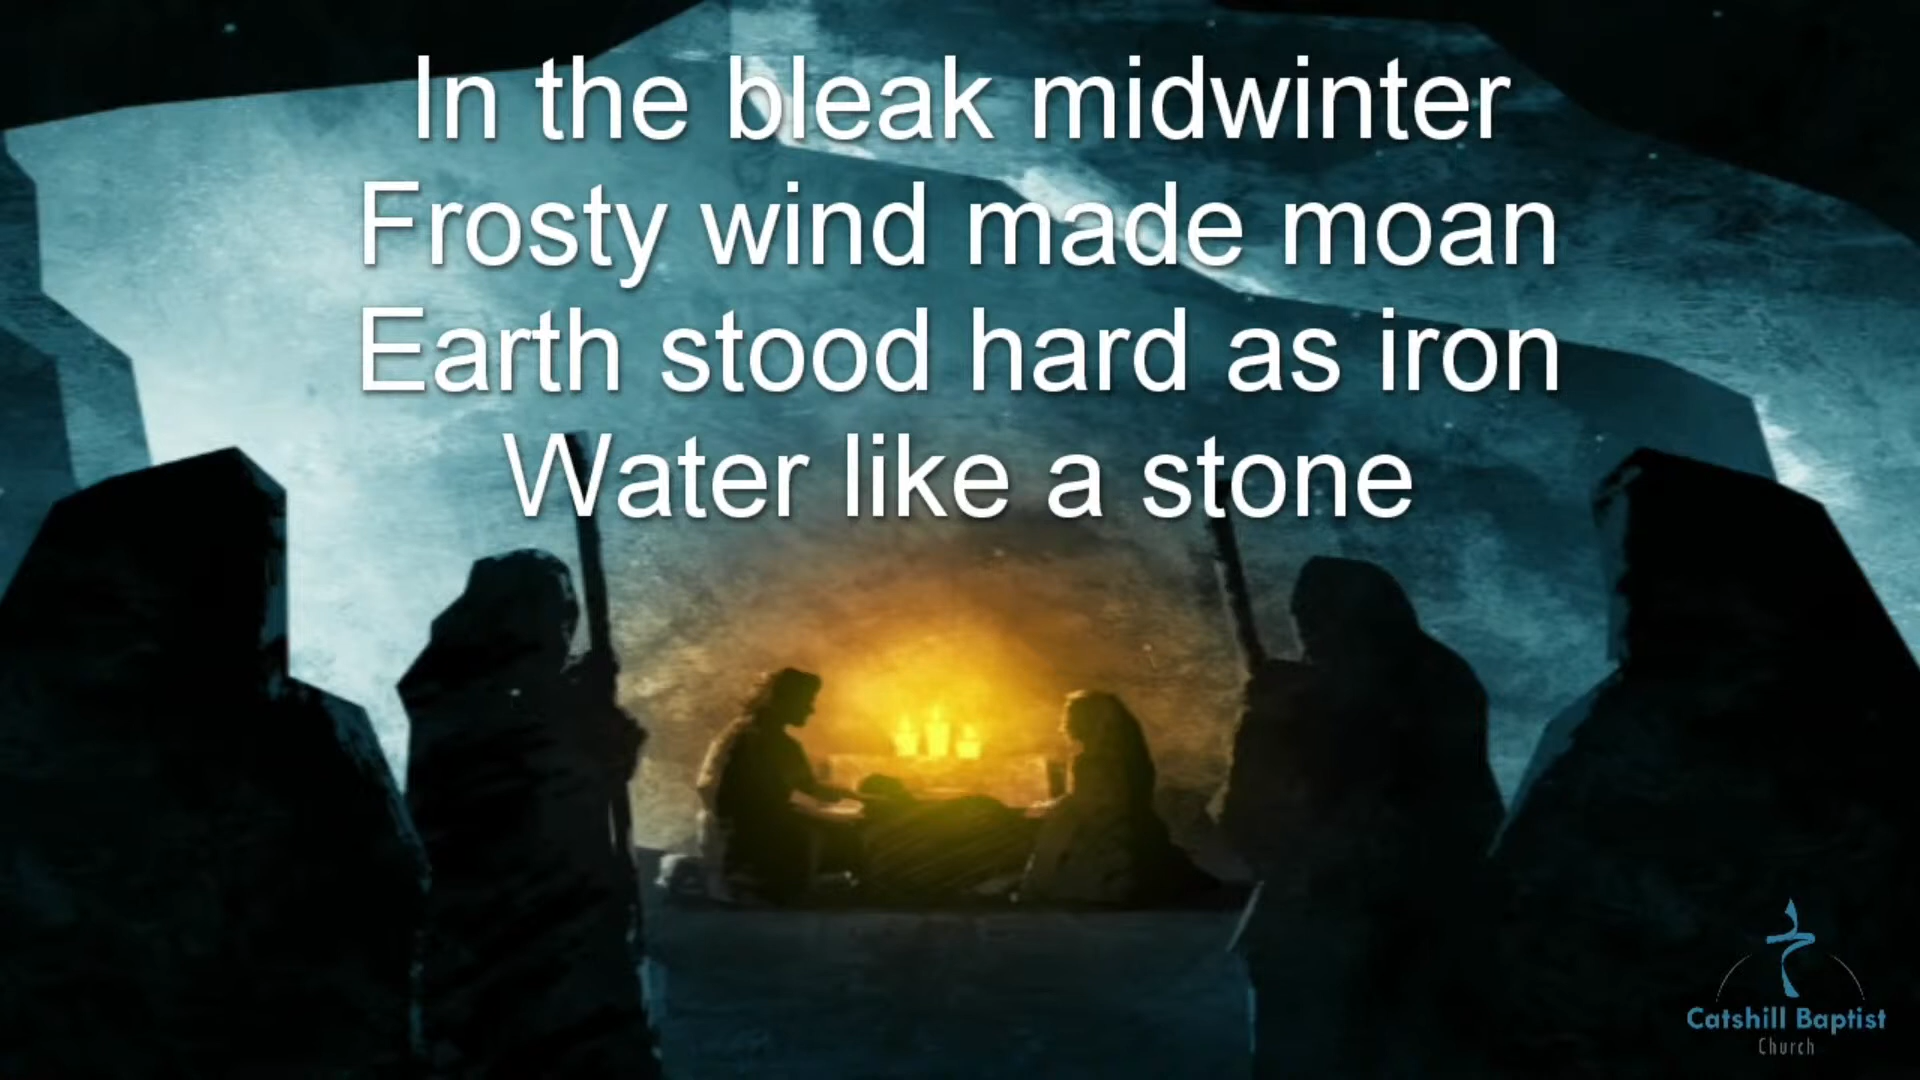 In the bleak midwinter
Frosty wind made moan
Earth stood hard as iron
Water like a stone
Catshill Baptist
Church